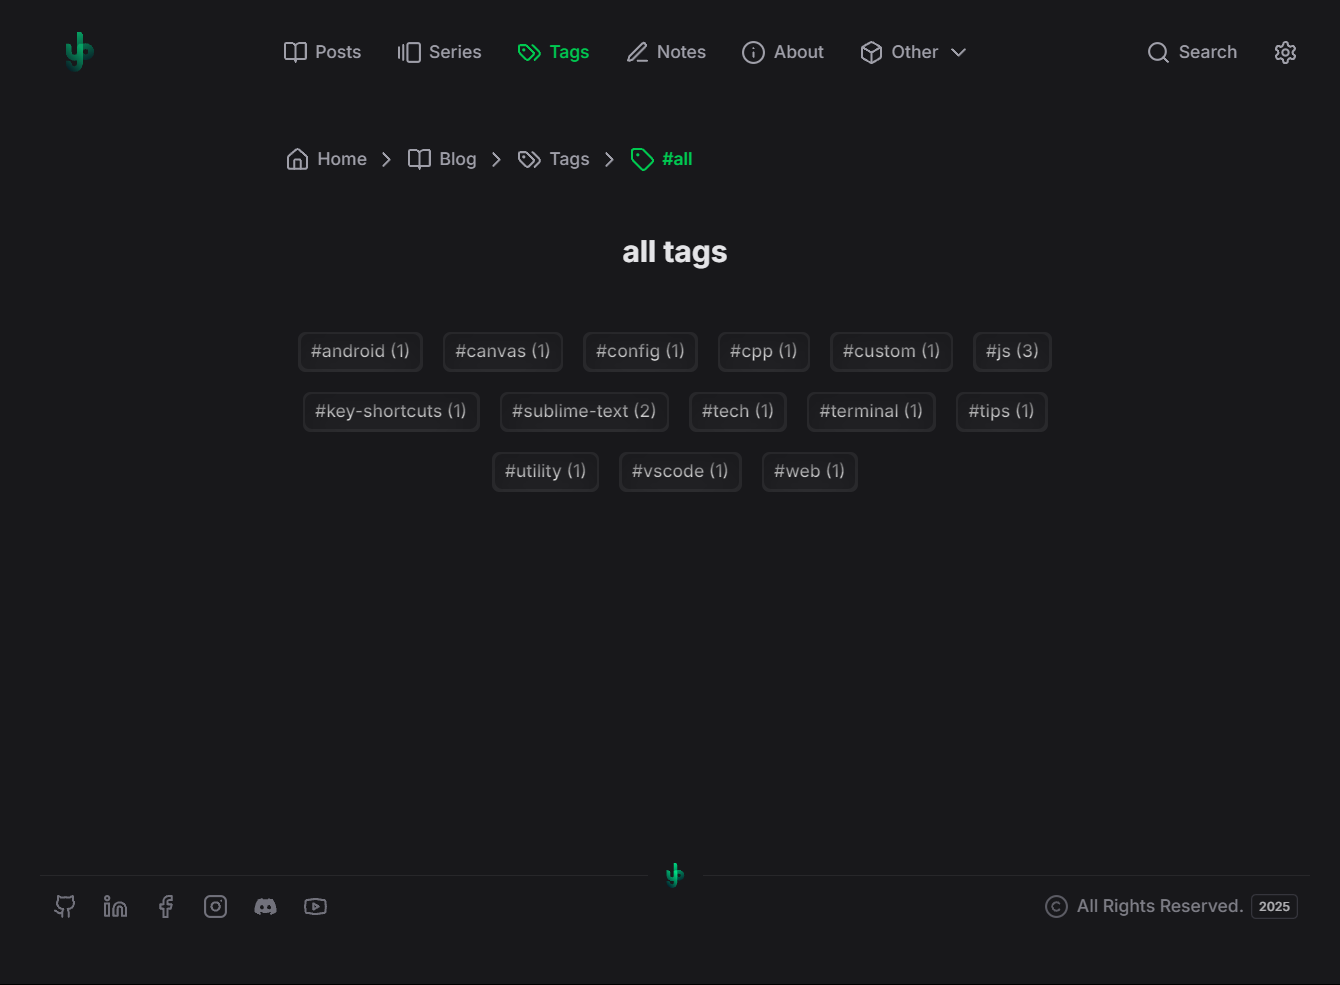 Posts Series Tags Notes About Other Search
Home Blog Tags #all
all tags
#android (1) #canvas (1) #config (1) #cpp (1) #custom (1) #js (3)
#key-shortcuts (1) #sublime-text (2) #tech (1) #terminal (1) #tips (1)
#utility (1) #vscode (1) #web (1)
All Rights Reserved. 2025